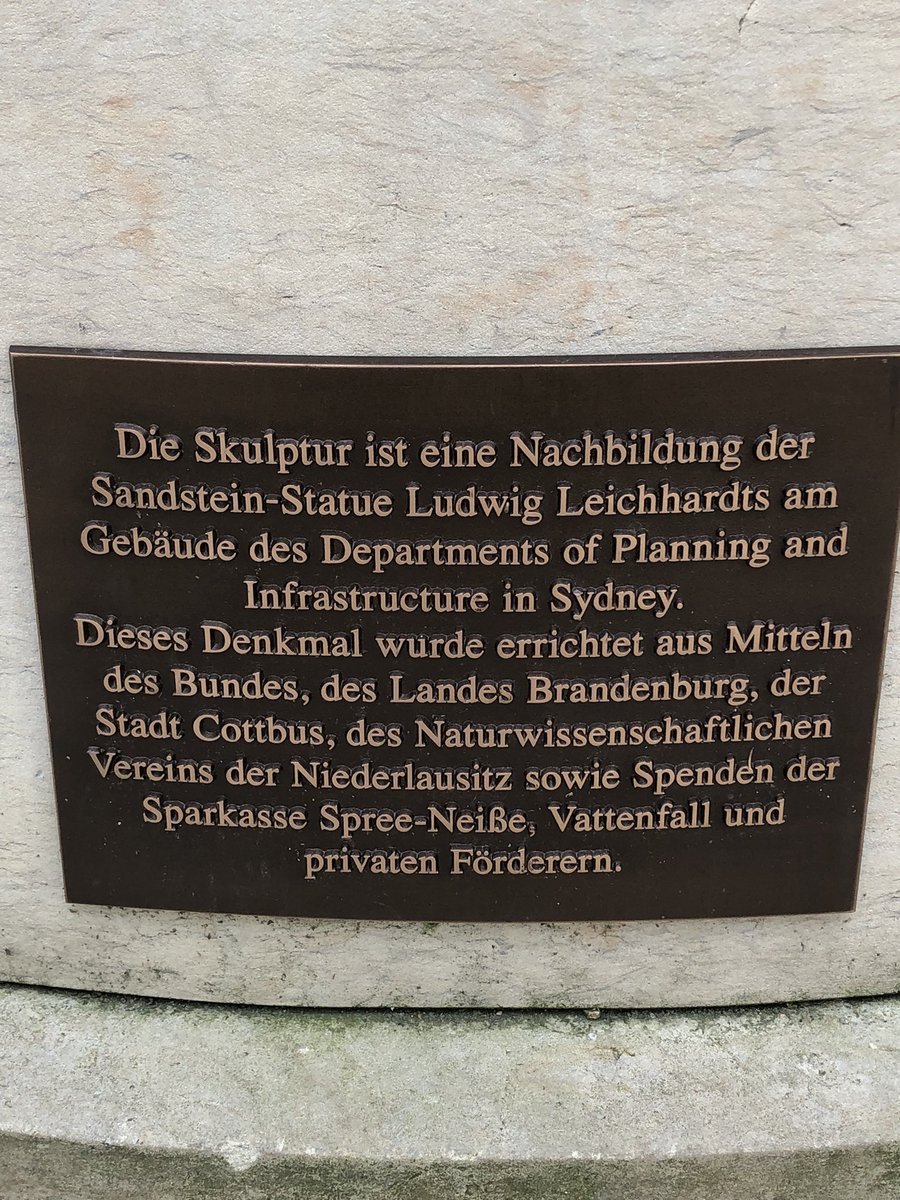 Die Skulptur ist eine Nachbildung der
Sandstein-Statue Ludwig Leichhardts am
Gebäude des Departments of Planning and
Infrastructure in Sydney.
Dieses Denkmal wurde errichtet aus Mitteln
des Bundes, des Landes Brandenburg, der
Stadt Cottbus, des Naturwissenschaftlichen
Vereins der Niederlausitz sowie Spenden der
Sparkasse Spree-Neiße, Vattenfall und
privaten Förderern.